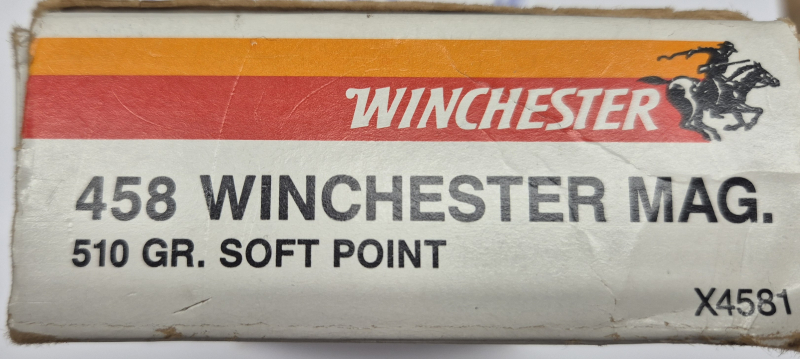 WINCHESTER
458 WINCHESTER MAG.
510 GR. SOFT POINT
X4581